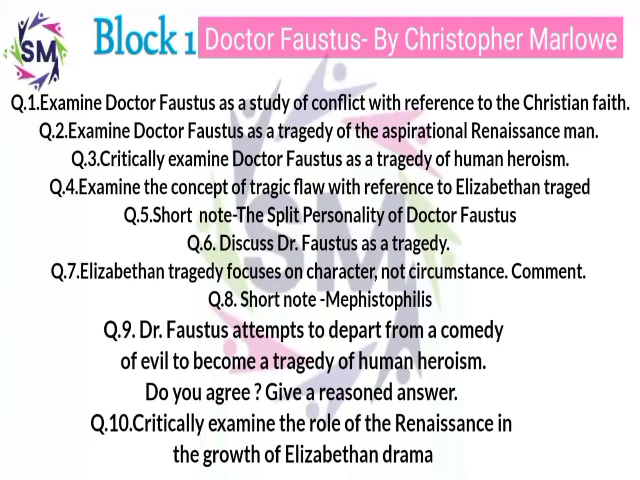 SM
Block 1
Doctor Faustus- By Christopher Marlowe
Q.1.Examine Doctor Faustus as a study of conflict with reference to the Christian faith.
Q.2.Examine Doctor Faustus as a tragedy of the aspirational Renaissance man.
Q.3.Critically examine Doctor Faustus as a tragedy of human heroism.
Q.4.Examine the concept of tragic flaw with reference to Elizabethan traged
Q.5.Short note-The Split Personality of Doctor Faustus
Q.6. Discuss Dr. Faustus as a tragedy.
Q.7.Elizabethan tragedy focuses on character, not circumstance. Comment.
Q.8. Short note -Mephistophilis
Q.9. Dr. Faustus attempts to depart from a comedy
of evil to become a tragedy of human heroism.
Do you agree ? Give a reasoned answer.
Q.10.Critically examine the role of the Renaissance in
the growth of Elizabethan drama
SM